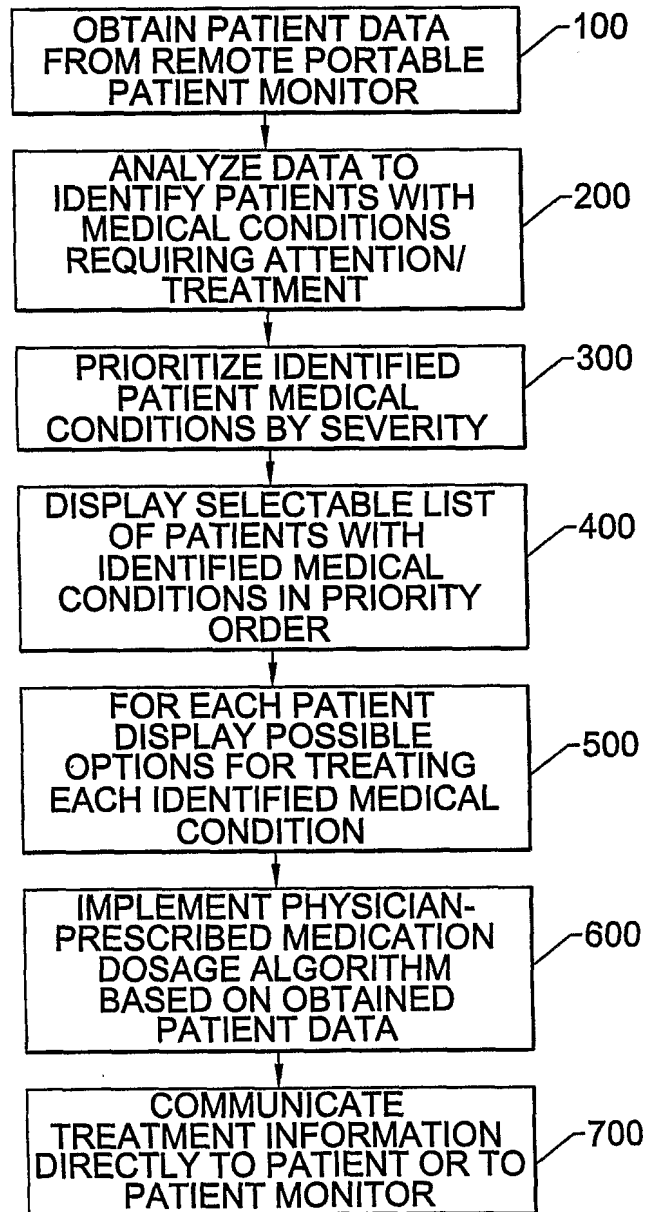 OBTAIN PATIENT DATA
FROM REMOTE PORTABLE
PATIENT MONITOR
100
ANALYZE DATA TO
IDENTIFY PATIENTS WITH
MEDICAL CONDITIONS
REQUIRING ATTENTION/
TREATMENT
200
PRIORITIZE IDENTIFIED
PATIENT MEDICAL
CONDITIONS BY SEVERITY
300
DISPLAY SELECTABLE LIST
OF PATIENTS WITH
IDENTIFIED MEDICAL
CONDITIONS IN PRIORITY
ORDER
400
FOR EACH PATIENT
DISPLAY POSSIBLE
OPTIONS FOR TREATING
EACH IDENTIFIED MEDICAL
CONDITION
500
IMPLEMENT PHYSICIAN-
PRESCRIBED MEDICATION
DOSAGE ALGORITHM
BASED ON OBTAINED
PATIENT DATA
600
COMMUNICATE
TREATMENT INFORMATION
DIRECTLY TO PATIENT OR TO
PATIENT MONITOR
700